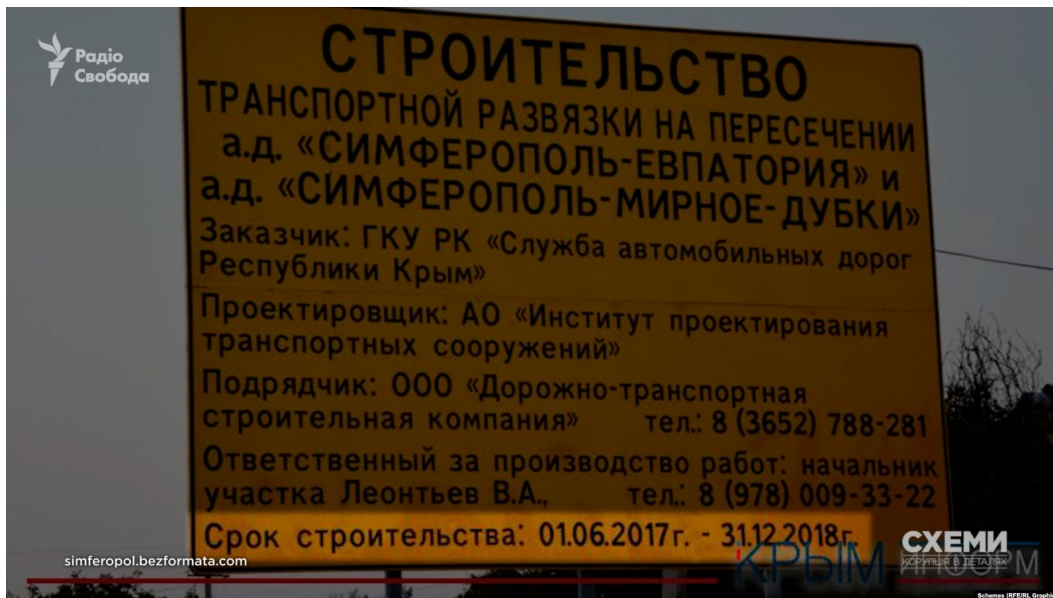 Радіо
Свобода
СТРОИТЕЛЬСТВО
ТРАНСПОРТНОЙ РАЗВЯЗКИ НА ПЕРЕСЕЧЕНИИ
а.д. «СИМФЕРОПОЛЬ-ЕВПАТОРИЯ» и
а.д. «СИМФЕРОПОЛЬ-МИРНОЕ-ДУБКИ»
Заказчик: ГКУ РК «Служба автомобильных дорог
Республики Крым»
Проектировщик: АО «Институт проектирования
транспортных сооружений»
Подрядчик: ООО «Дорожно-транспортная
строительная компания» тел.: 8 (3652) 788-281
Ответственный за производство работ: начальник
участка Леонтьев В.А., тел.: 8 (978) 009-33-22
Срок строительства: 01.06.2017г. - 31.12.2018г.
simferopol.bezformata.com
КРЫМ
ИНФОРМ
СХЕМИ
КОРУПЦІЯ В ДЕТАЛЯХ
Schemes (RFE/RL Graphic